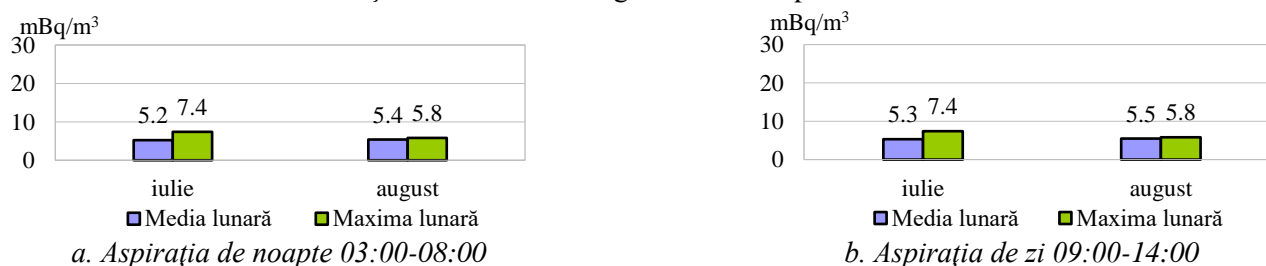 mBq/m³
30
20
10
0
5.2 7.4
5.4 5.8
iulie august
Media lunară Maxima lunară
a. Aspiraţia de noapte 03:00-08:00
mBq/m³
30
20
10
0
5.3 7.4
5.5 5.8
iulie august
Media lunară Maxima lunară
b. Aspiraţia de zi 09:00-14:00